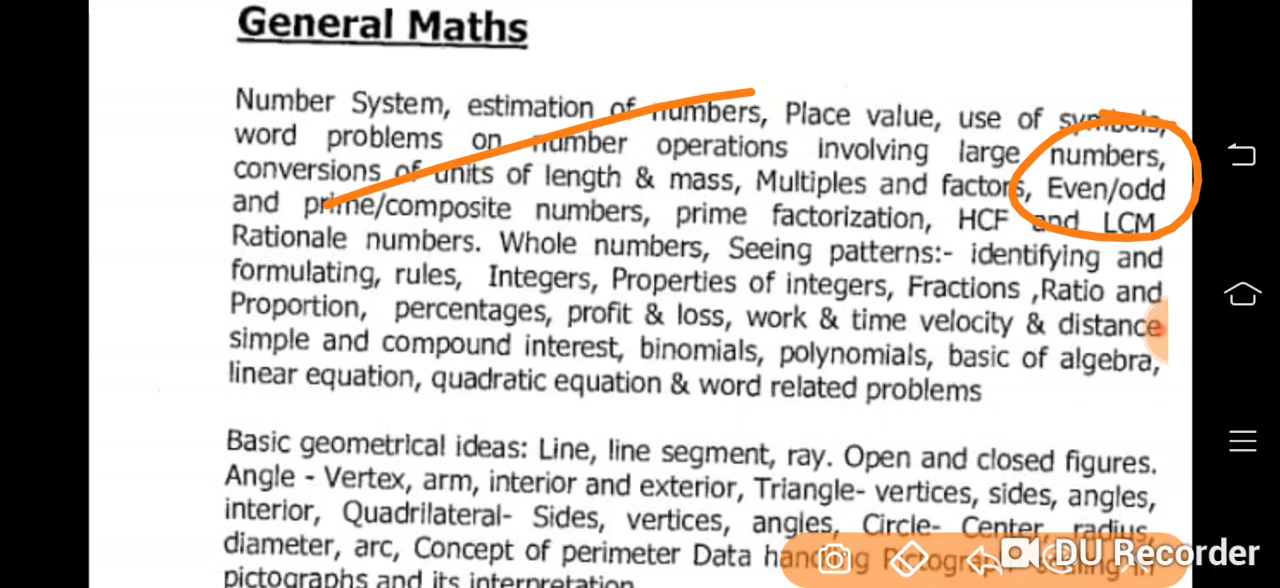 General Maths
Number System, estimation of numbers, Place value, use of symbols,
word problems on number operations involving large numbers,
conversions of units of length & mass, Multiples and factors, Even/odd
and prime/composite numbers, prime factorization, HCF and LCM
Rationale numbers. Whole numbers, Seeing patterns:- identifying and
formulating, rules, Integers, Properties of integers, Fractions ,Ratio and
Proportion, percentages, profit & loss, work & time velocity & distance
simple and compound interest, binomials, polynomials, basic of algebra,
linear equation, quadratic equation & word related problems
Basic geometrical ideas: Line, line segment, ray. Open and closed figures.
Angle - Vertex, arm, interior and exterior, Triangle- vertices, sides, angles,
interior, Quadrilateral- Sides, vertices, angles, Circle- Center, radius,
diameter, arc, Concept of perimeter Data handling
pictographs and its interpretation
DU Recorder